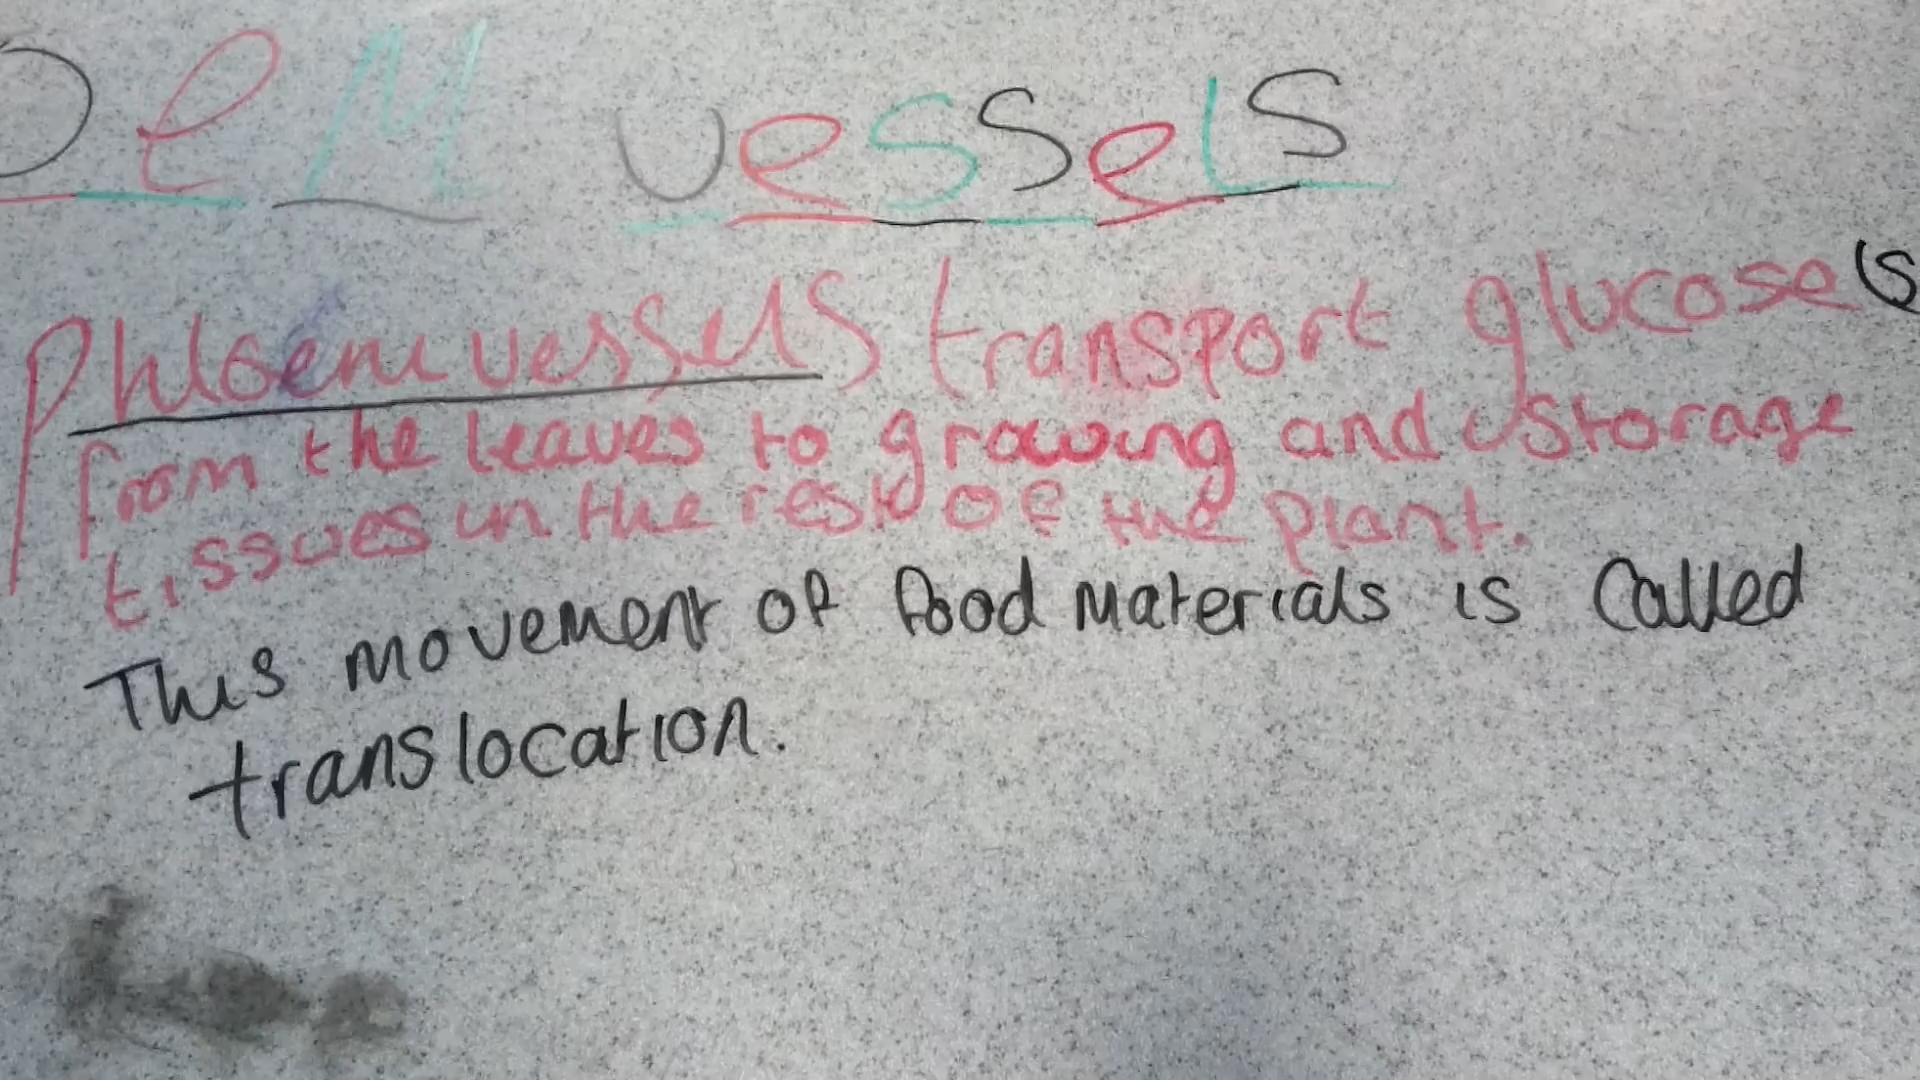 oeM vessels
Phloem vessels transport glucose (s
from the leaves to growing and storage
tissues in the rest of the plant.
This movement of food materials is called
translocation.